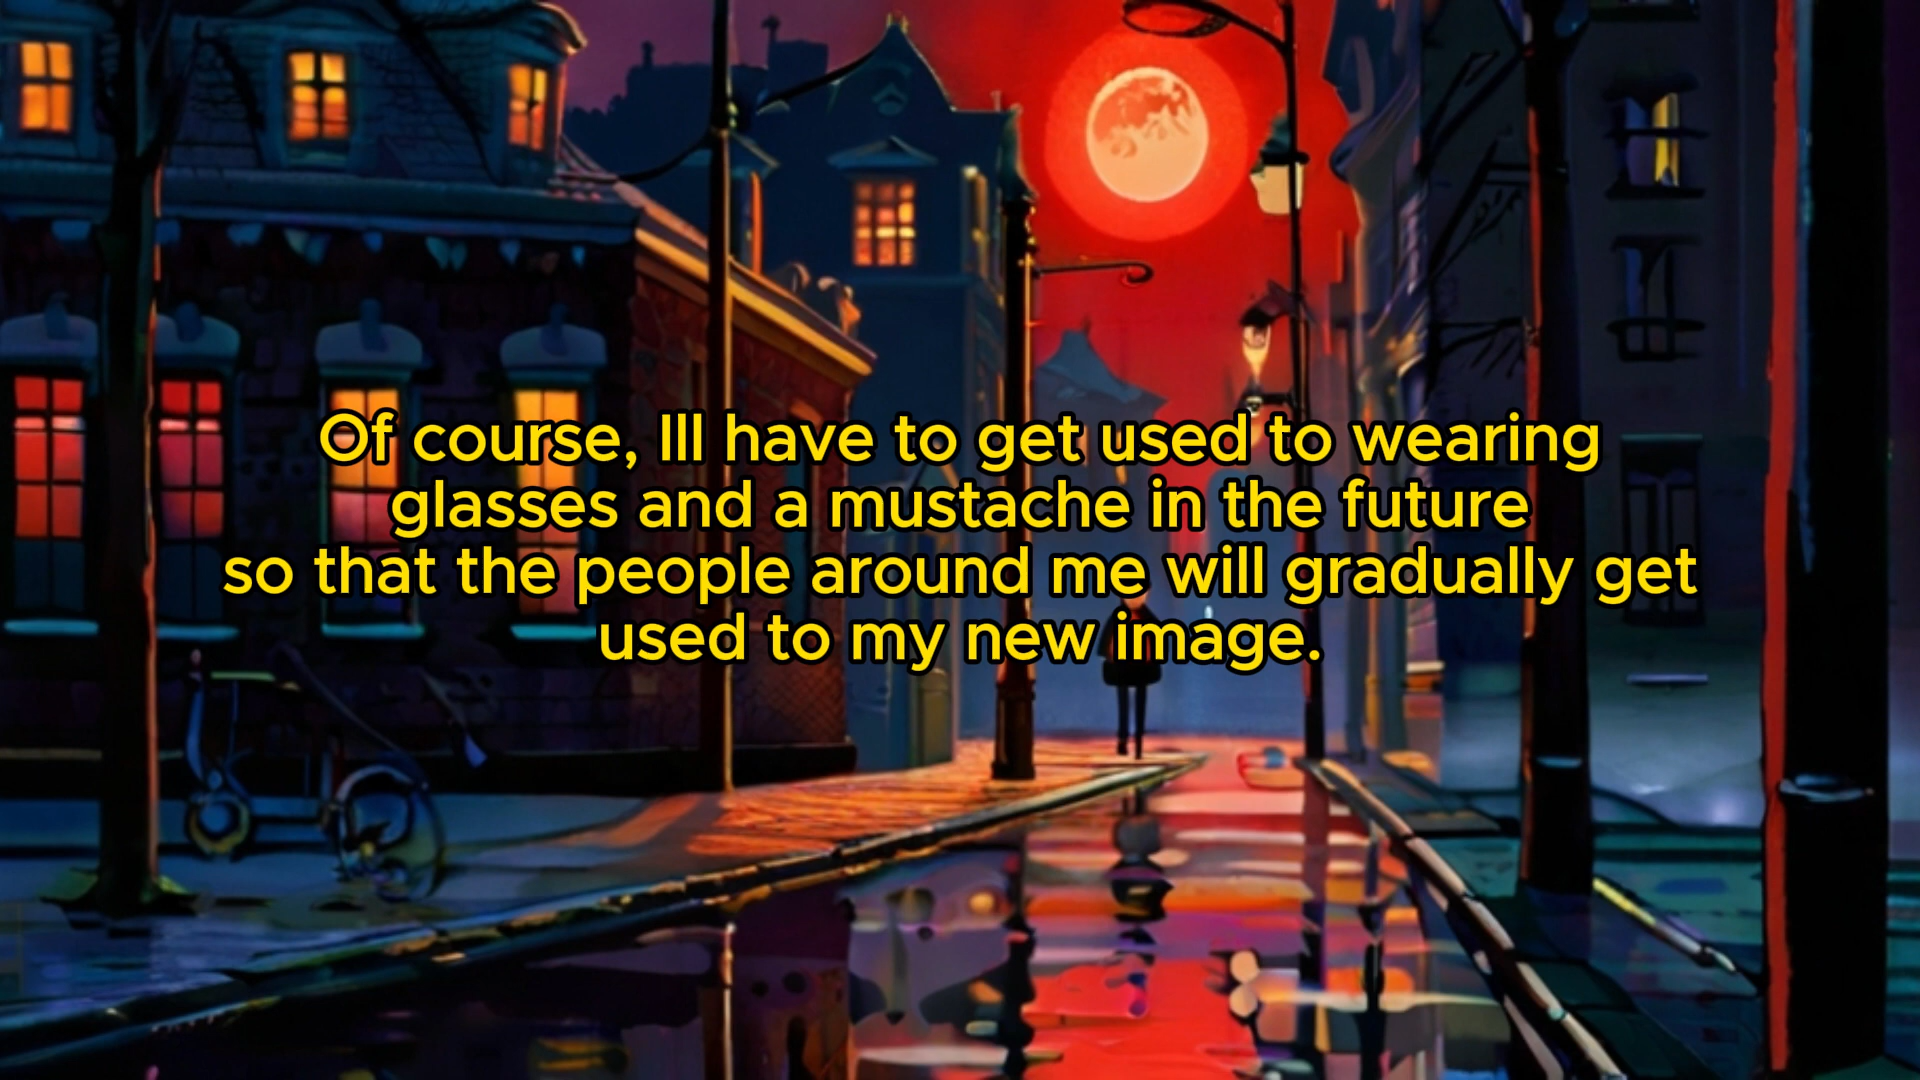 Of course, Ill have to get used to wearing
glasses and a mustache in the future
so that the people around me will gradually get
used to my new image.